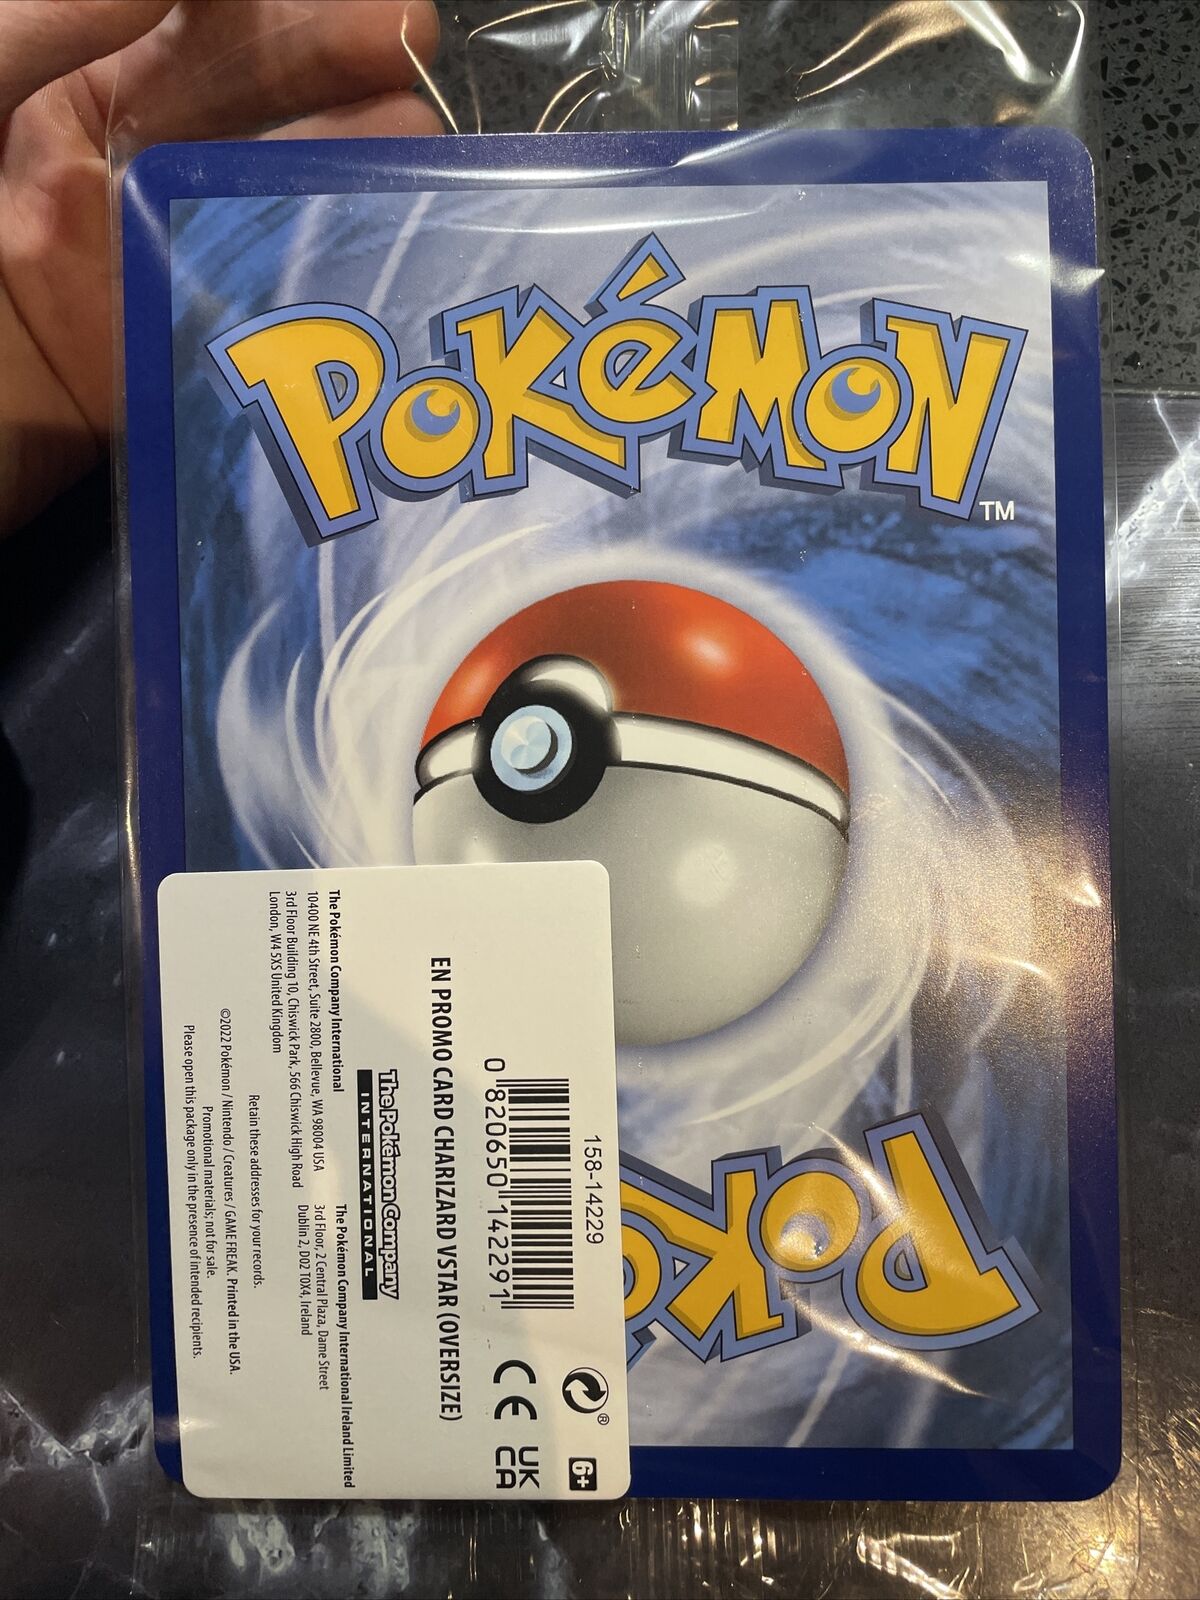 POKéMON
TM
POKé
158-14229
0 82065014229 1
CE
UK
CA
®
6+
EN PROMO CARD CHARIZARD VSTAR (OVERSIZE)
The Pokémon Company
INTERNATIONAL
The Pokémon Company International
10400 NE 4th Street, Suite 2800, Bellevue, WA 98004 USA
3rd Floor Building 10, Chiswick Park, 566 Chiswick High Road
London, W4 5XS United Kingdom
The Pokémon Company International Ireland Limited
3rd Floor, 2 Central Plaza, Dame Street
Dublin 2, D02 T0X4, Ireland
Retain these addresses for your records.
©2022 Pokémon / Nintendo / Creatures / GAME FREAK. Printed in the USA.
Promotional materials; not for sale.
Please open this package only in the presence of intended recipients.